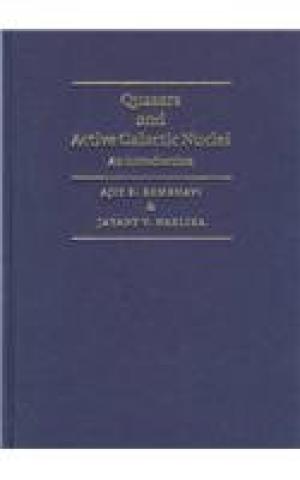 Quasars
and
Active Galactic Nuclei
An Introduction
AJIT K. KEMBHAVI
&
JAYANT V. NARLIKAR